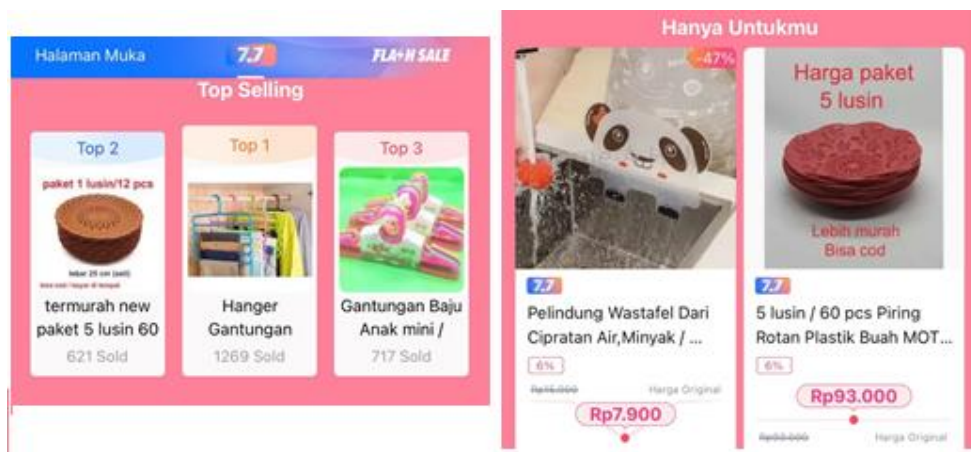 Halaman Muka
7.7
FLASH SALE
Top Selling
Top 2
paket 1 lusin/12 pcs
lebar 25 cm (asli)
termurah new
paket 5 lusin 60
621 Sold
Top 1
Hanger
Gantungan
1269 Sold
Top 3
Gantungan Baju
Anak mini /
717 Sold
Hanya Untukmu
-47%
7.7
Pelindung Wastafel Dari
Cipratan Air,Minyak / ...
6%
Harga Original
Rp7.900
Harga paket
5 lusin
Lebih murah
Bisa cod
7.7
5 lusin / 60 pcs Piring
Rotan Plastik Buah MOT...
6%
Rp93.000
Rp93.000 Harga Original